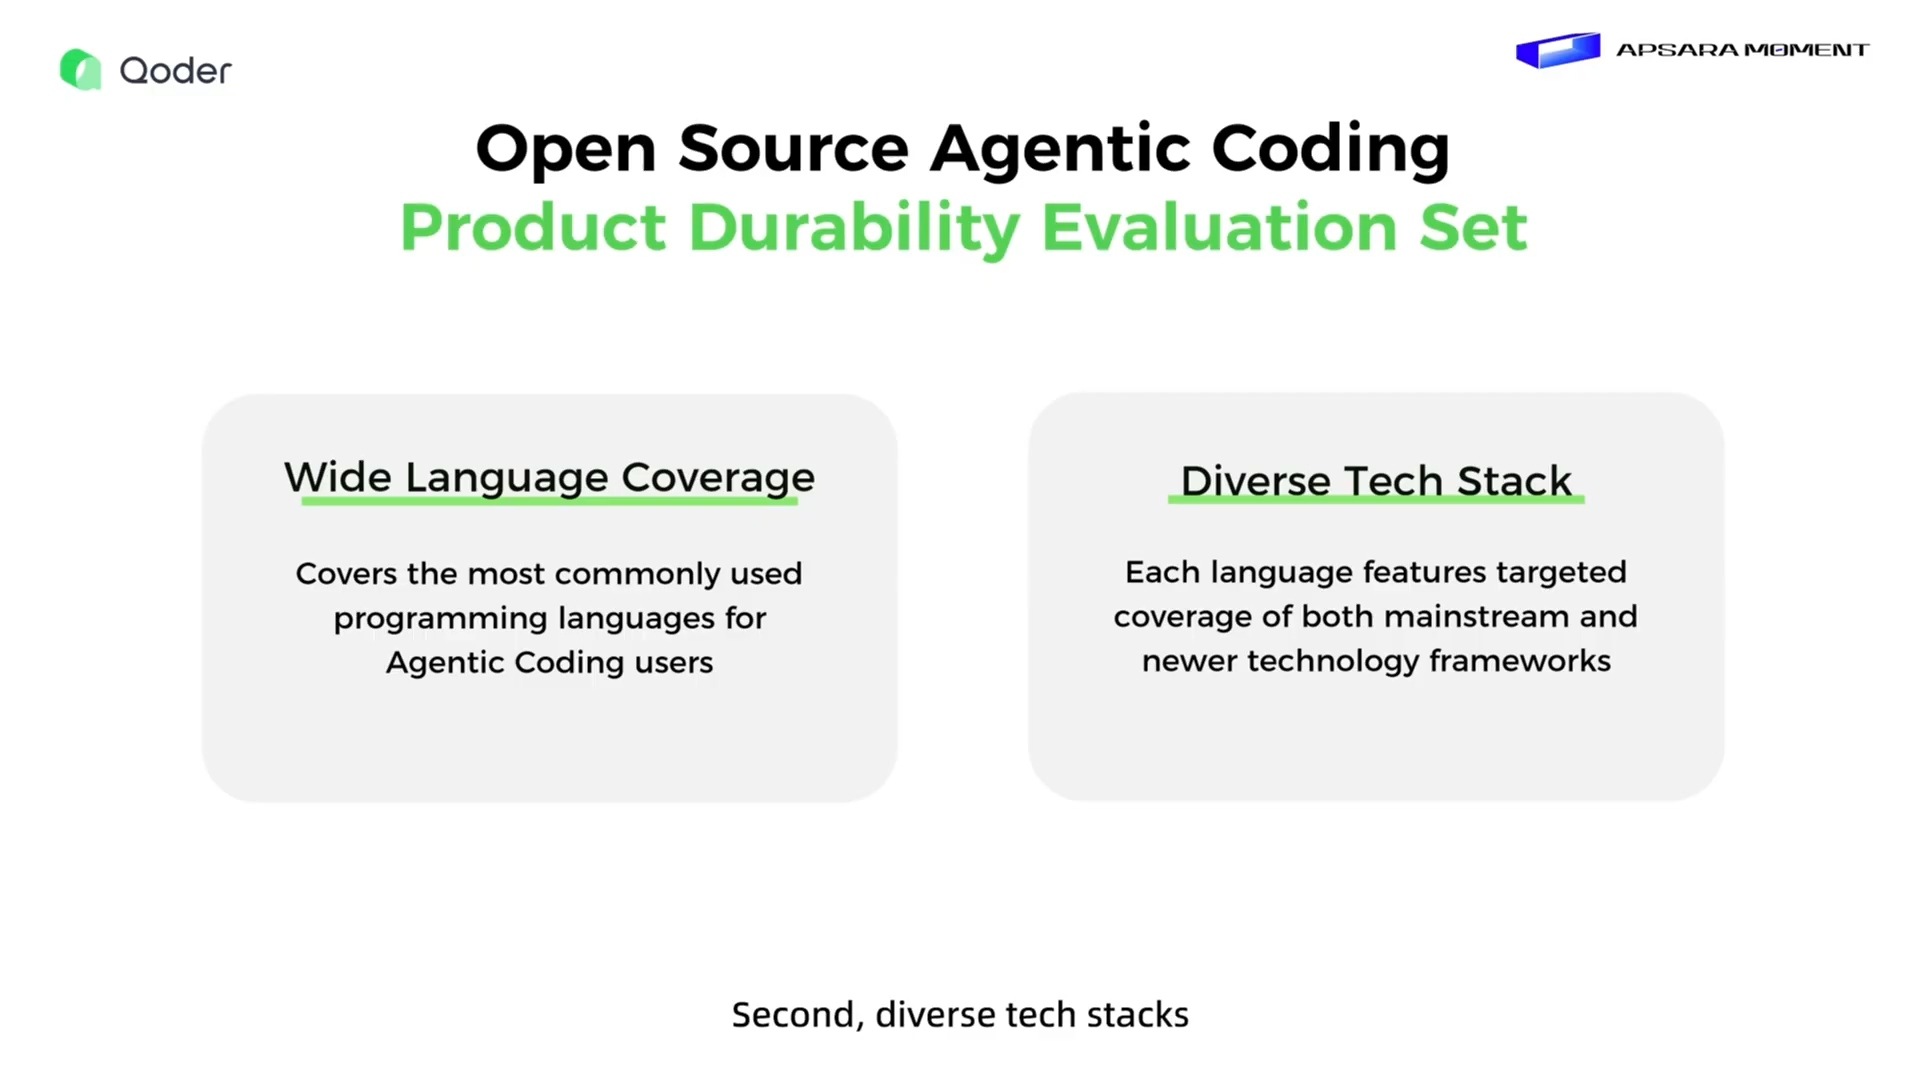 Qoder
APSARA MOMENT
Open Source Agentic Coding
Product Durability Evaluation Set
Wide Language Coverage
Covers the most commonly used
programming languages for
Agentic Coding users
Diverse Tech Stack
Each language features targeted
coverage of both mainstream and
newer technology frameworks
Second, diverse tech stacks